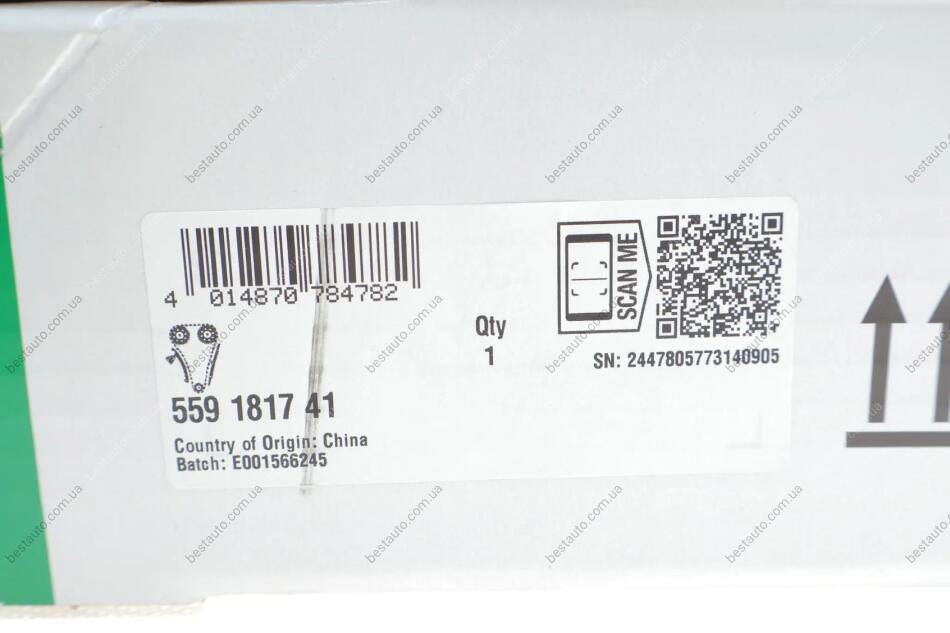 4 014870 784782
SCAN ME
Qty
1
SN: 2447805773140905
559 1817 41
Country of Origin: China
Batch: E001566245
bestauto.com.ua